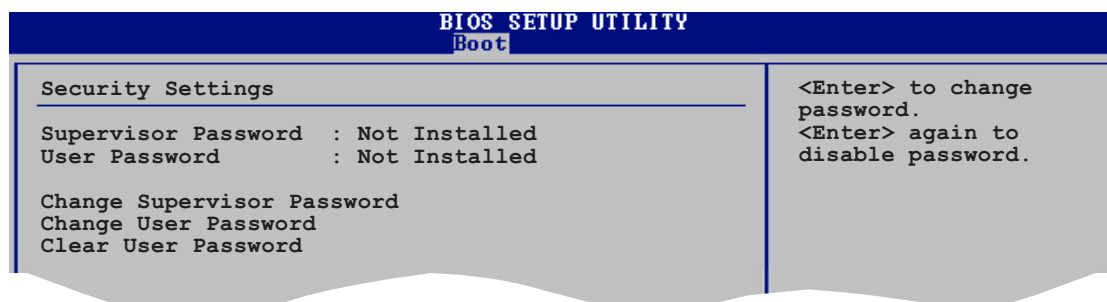 BIOS SETUP UTILITY
Boot
Security Settings
Supervisor Password : Not Installed
User Password : Not Installed
Change Supervisor Password
Change User Password
Clear User Password
<Enter> to change
password.
<Enter> again to
disable password.